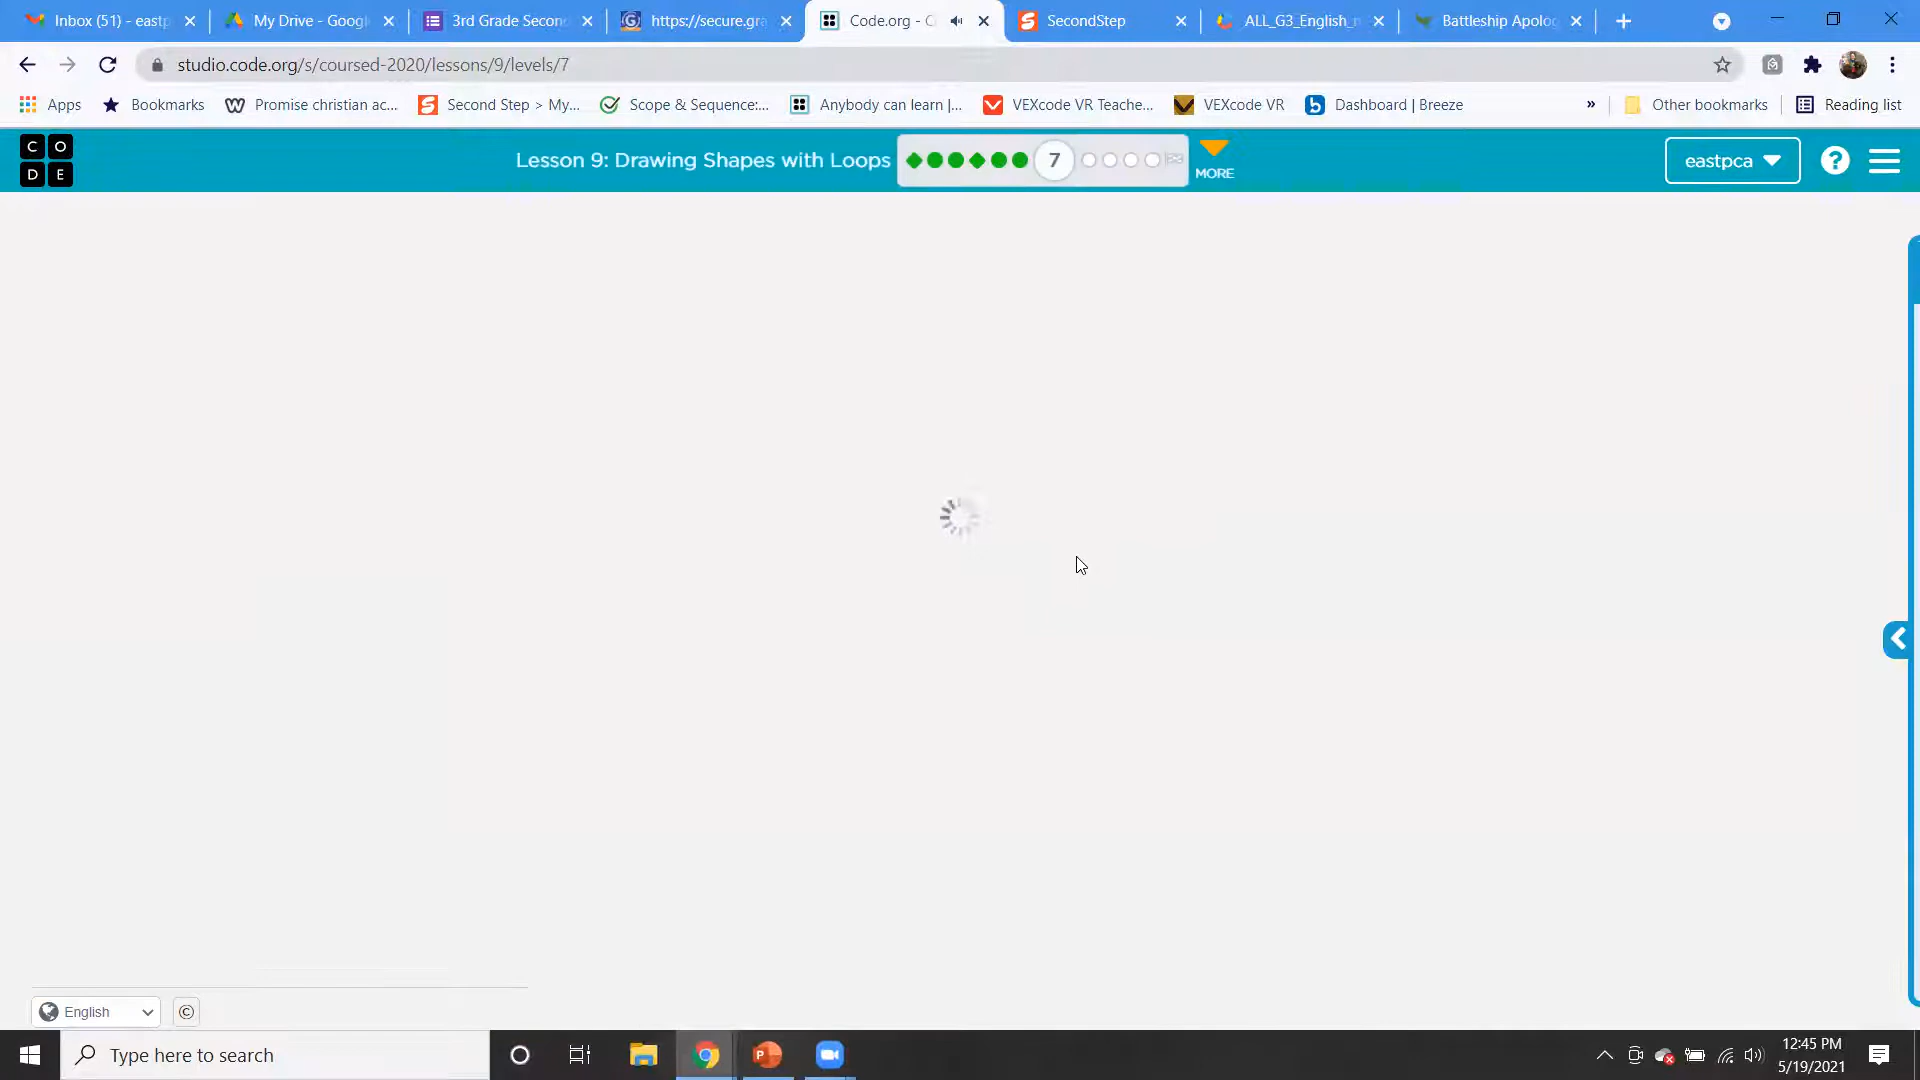 Inbox (51) - eastp
My Drive - Googl
3rd Grade Secon
https://secure.gra
Code.org - C
SecondStep
ALL_G3_English_
Battleship Apolo
studio.code.org/s/coursed-2020/lessons/9/levels/7
Apps
Bookmarks
Promise christian ac...
Second Step > My...
Scope & Sequence:...
Anybody can learn |...
VEXcode VR Teache...
VEXcode VR
Dashboard | Breeze
»
Other bookmarks
Reading list
C O
D E
Lesson 9: Drawing Shapes with Loops
7
MORE
eastpca
?
English
©
Type here to search
12:45 PM
5/19/2021